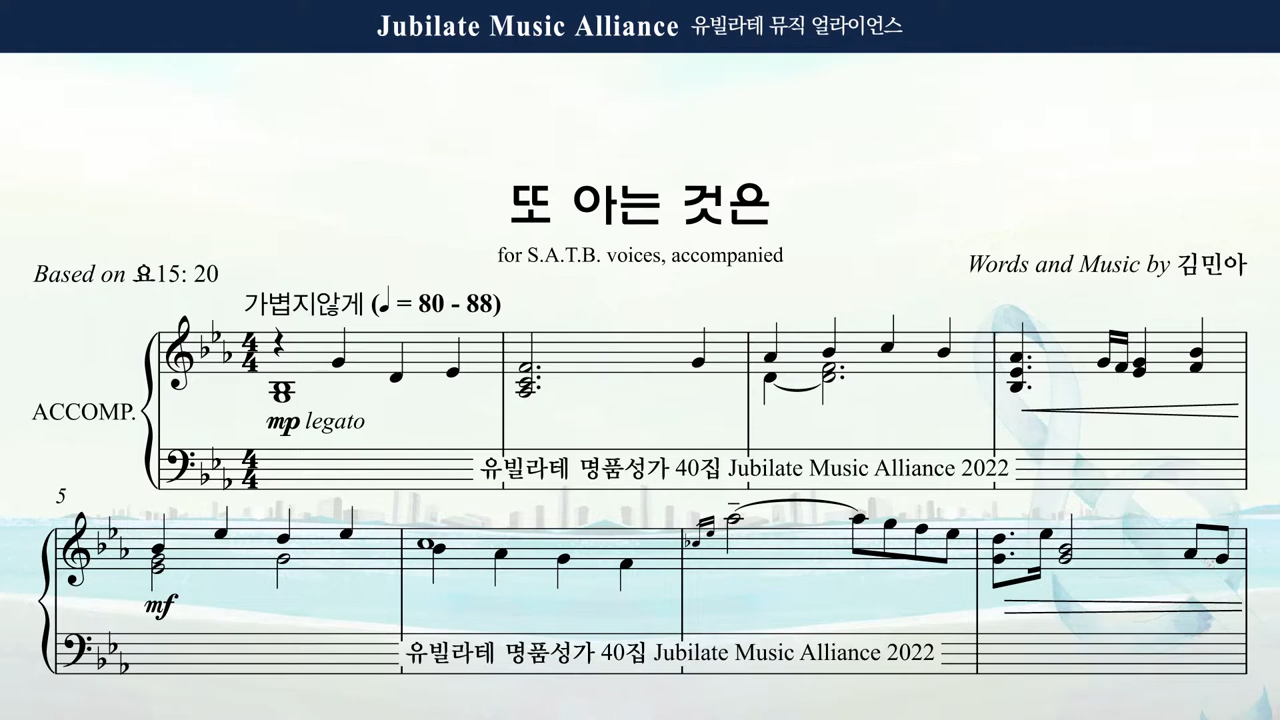 Jubilate Music Alliance 유빌라테 뮤직 얼라이언스
또 아는 것은
for S.A.T.B. voices, accompanied
Based on 요15: 20
Words and Music by 김민아
가볍지않게 (♩ = 80 - 88)
ACCOMP.
mp legato
유빌라테 명품성가 40집 Jubilate Music Alliance 2022
5
mf
유빌라테 명품성가 40집 Jubilate Music Alliance 2022